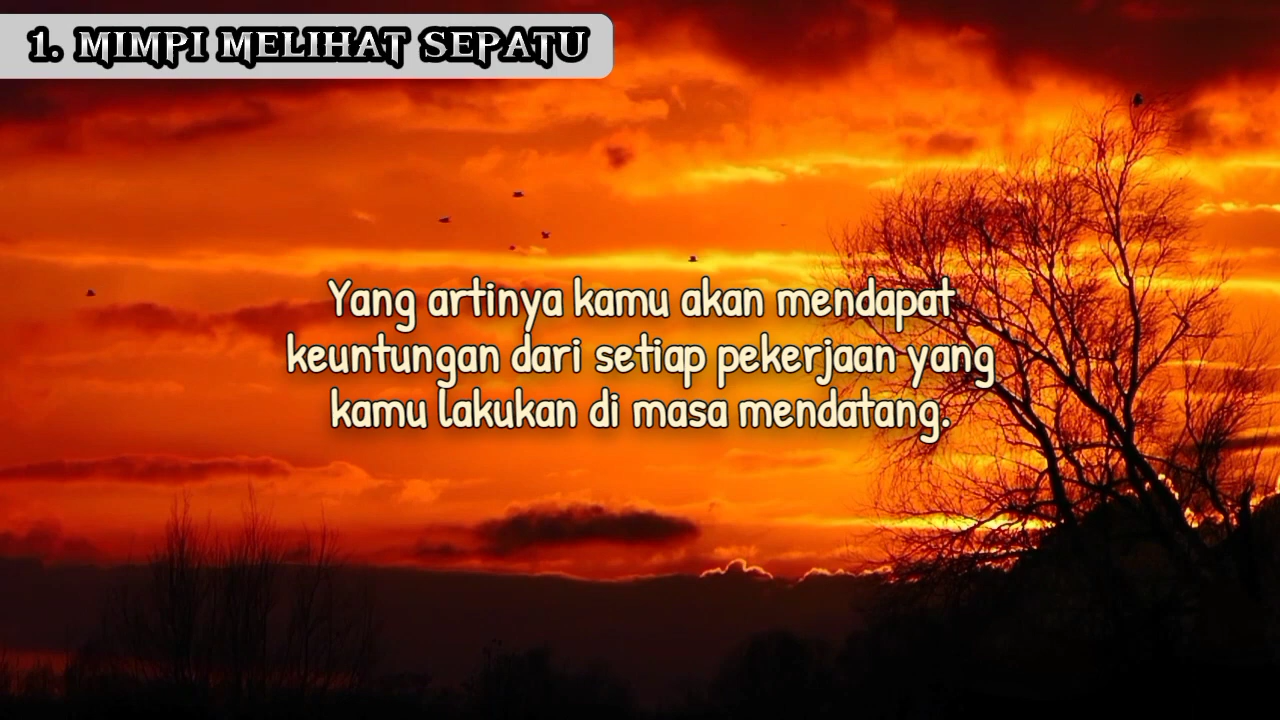 1. MIMPI MELIHAT SEPATU
Yang artinya kamu akan mendapat
keuntungan dari setiap pekerjaan yang
kamu lakukan di masa mendatang.